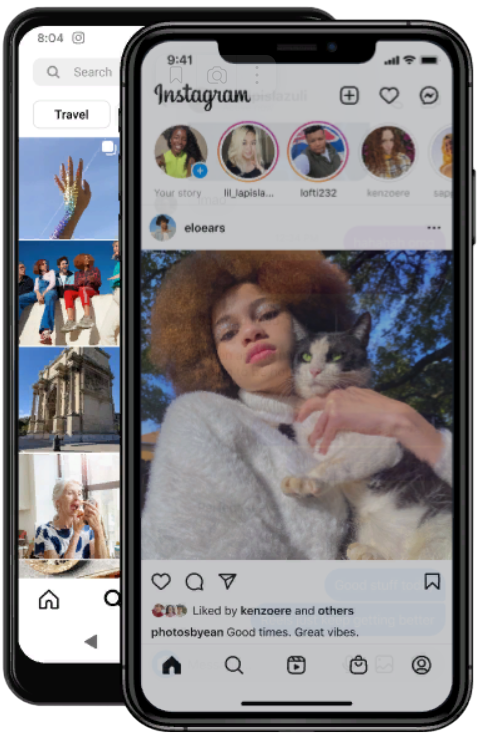 8:04
Search
Travel
9:41
Instagram
Your story
lil_lapisla...
lofti232
kenzoere
sap
eloears
Liked by kenzoere and others
photosbyean Good times. Great vibes.